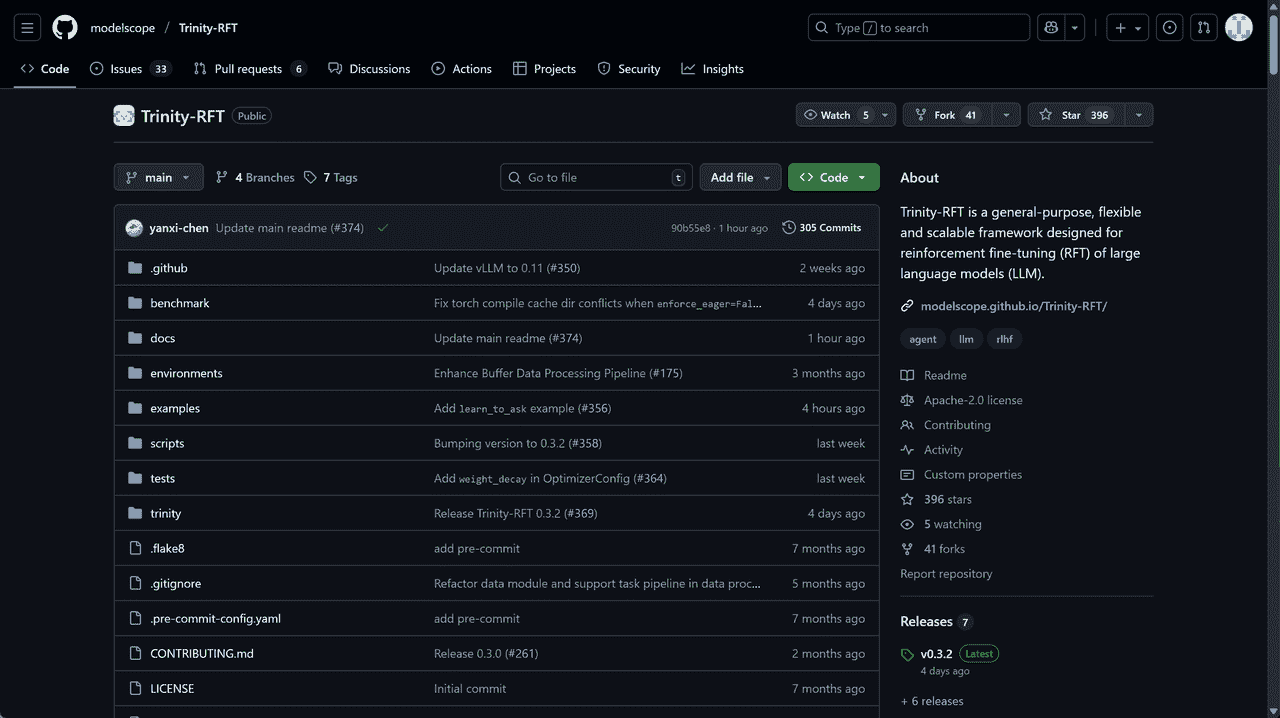 modelscope / Trinity-RFT
Type / to search
Code
Issues 33
Pull requests 6
Discussions
Actions
Projects
Security
Insights
Trinity-RFT Public
Watch 5
Fork 41
Star 396
main
4 Branches
7 Tags
Go to file t
Add file
Code
yanxi-chen Update main readme (#374)
90b55e8 · 1 hour ago
305 Commits
.github Update vLLM to 0.11 (#350) 2 weeks ago
benchmark Fix torch compile cache dir conflicts when enforce_eager=Fal... 4 days ago
docs Update main readme (#374) 1 hour ago
environments Enhance Buffer Data Processing Pipeline (#175) 3 months ago
examples Add learn_to_ask example (#356) 4 hours ago
scripts Bumping version to 0.3.2 (#358) last week
tests Add weight_decay in OptimizerConfig (#364) last week
trinity Release Trinity-RFT 0.3.2 (#369) 4 days ago
.flake8 add pre-commit 7 months ago
.gitignore Refactor data module and support task pipeline in data proc... 5 months ago
.pre-commit-config.yaml add pre-commit 7 months ago
CONTRIBUTING.md Release 0.3.0 (#261) 2 months ago
LICENSE Initial commit 7 months ago
About
Trinity-RFT is a general-purpose, flexible
and scalable framework designed for
reinforcement fine-tuning (RFT) of large
language models (LLM).
modelscope.github.io/Trinity-RFT/
agent llm rlhf
Readme
Apache-2.0 license
Contributing
Activity
Custom properties
396 stars
5 watching
41 forks
Report repository
Releases 7
v0.3.2 Latest
4 days ago
+ 6 releases